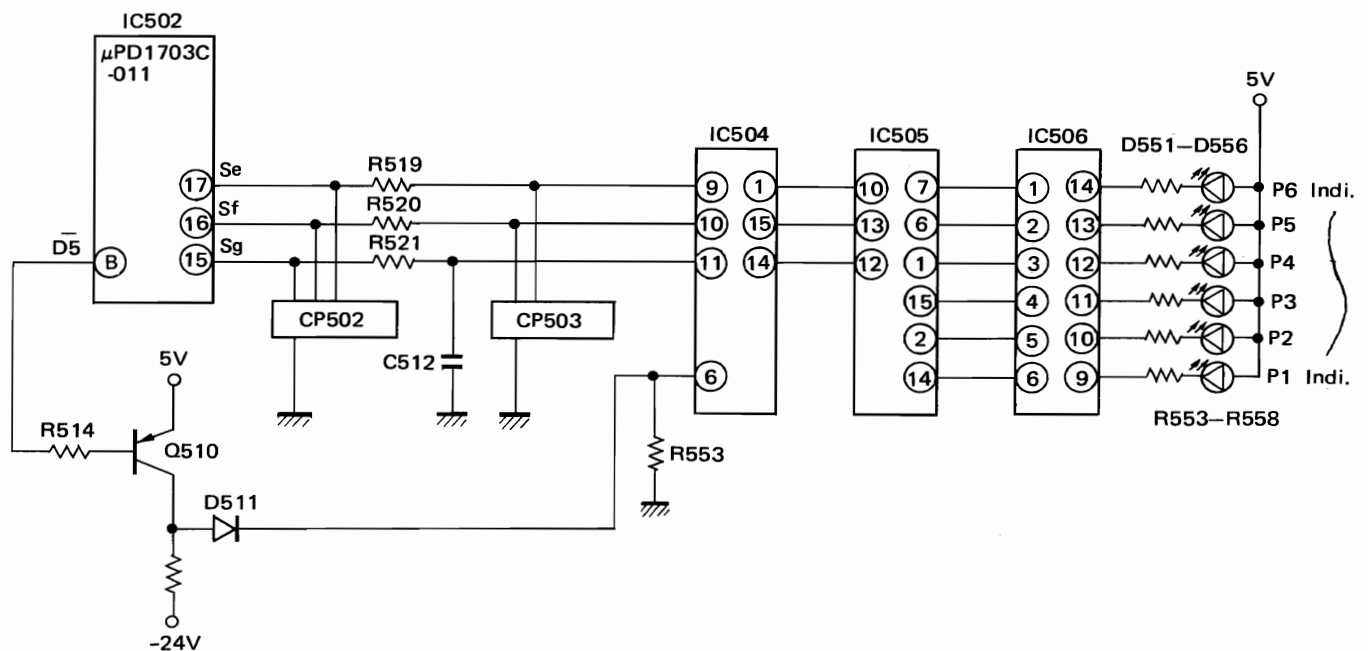 IC502
μPD1703C
-011
17
Se
16
Sf
15
Sg
B
D̅5
R519
R520
R521
CP502
CP503
C512
5V
R514
Q510
D511
-24V
R553
IC504
9
1
10
15
11
14
6
IC505
10
7
13
6
12
1
15
2
14
IC506
1
14
2
13
3
12
4
11
5
10
6
9
D551-D556
5V
P6 Indi.
P5
P4
P3
P2
P1 Indi.
R553-R558